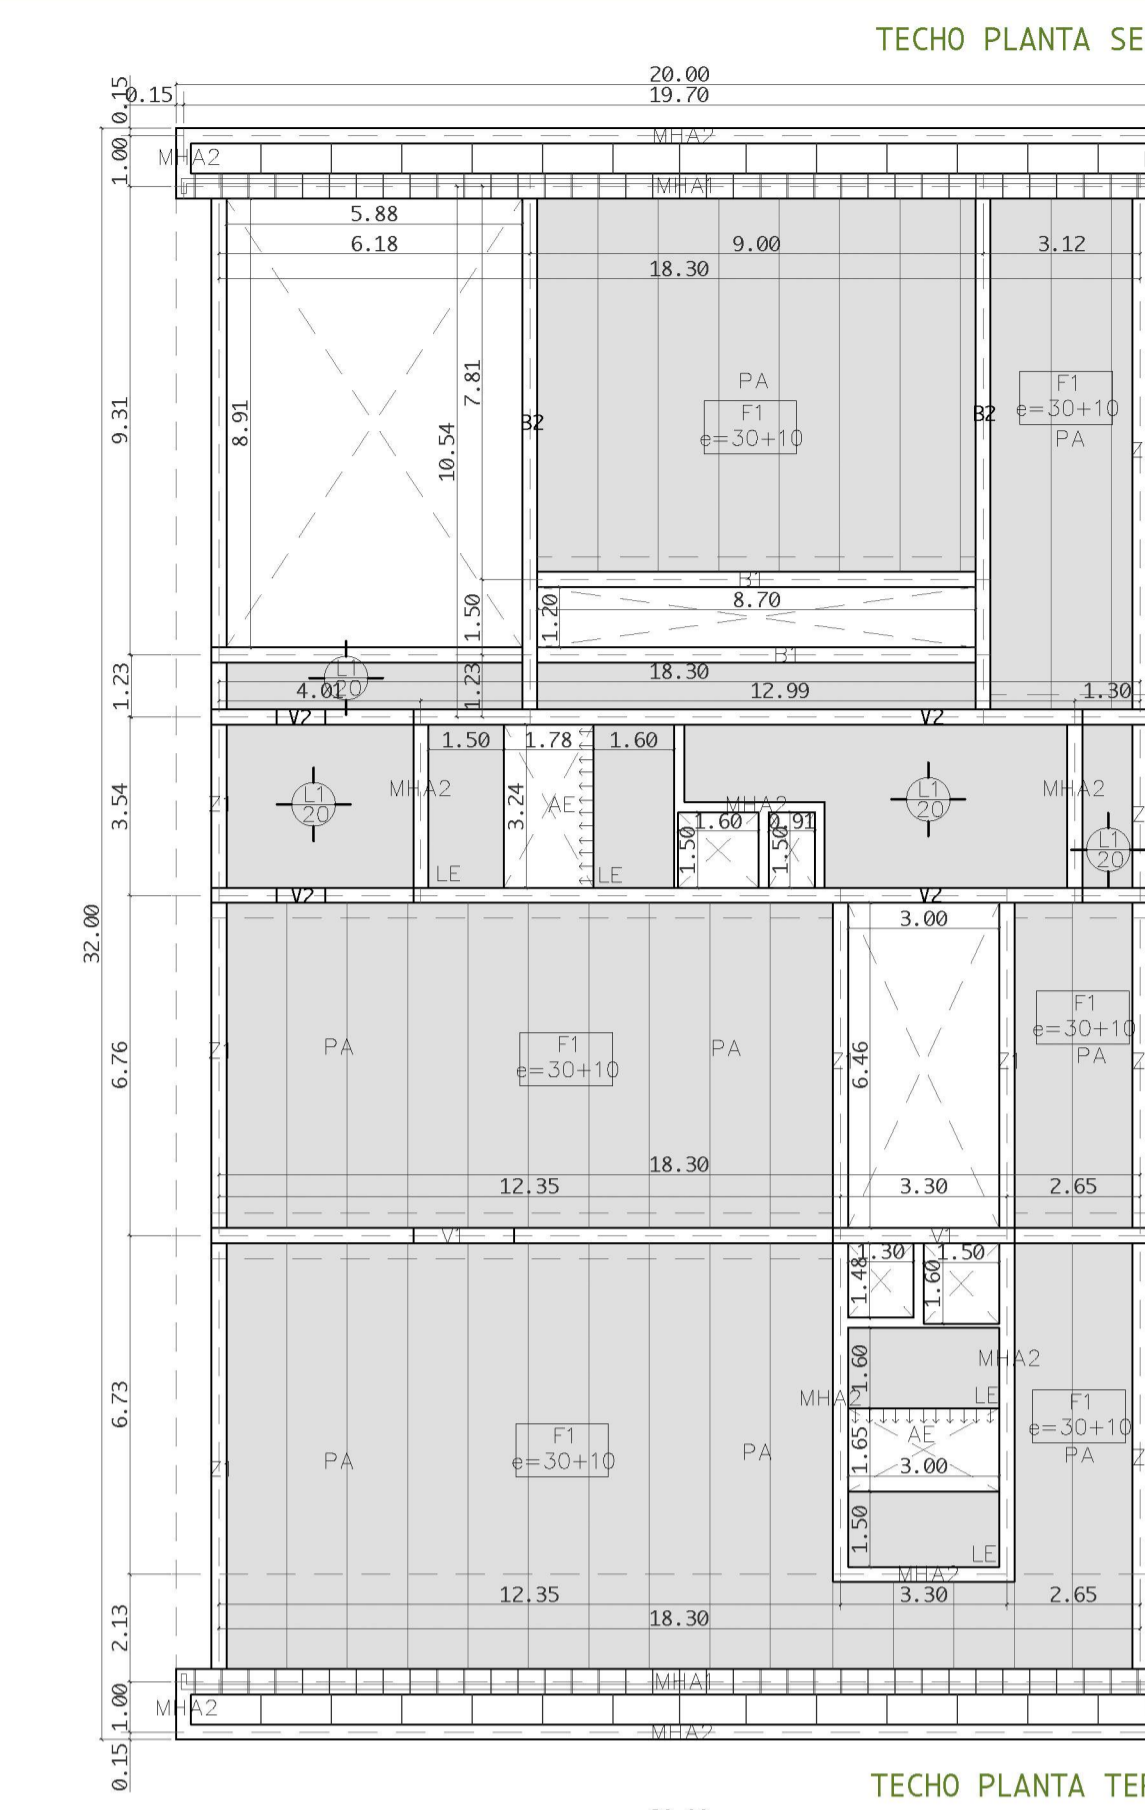 TECHO PLANTA SE
20.00
0.15
0.15
19.70
MHA2
1.00
MHA2
MHA1
5.88
6.18
9.00
3.12
18.30
7.81
PA
F1
e=30+10
F1
e=30+10
PA
9.31
8.91
10.54
B2
B2
Z
B1
1.50
1.20
8.70
B1
1.23
L1
20
1.23
18.30
4.01
12.99
1.30
V2
V2
1.50
1.78
1.60
3.54
Z1
L1
20
MHA2
3.24
AE
MHA2
L1
20
MHA2
1.60
0.91
1.50
1.50
L1
20
LE
LE
V2
V2
32.00
3.00
F1
e=30+10
PA
6.76
Z1
PA
F1
e=30+10
PA
Z1
6.46
Z1
Z
18.30
12.35
3.30
2.65
V1
V1
1.30
1.50
1.48
1.60
1.60
MHA2
6.73
MHA2
LE
F1
e=30+10
PA
Z1
PA
F1
e=30+10
PA
AE
1.65
3.00
Z
1.50
LE
MHA2
12.35
3.30
2.65
2.13
18.30
MHA1
1.00
MHA2
MHA2
0.15
TECHO PLANTA TER